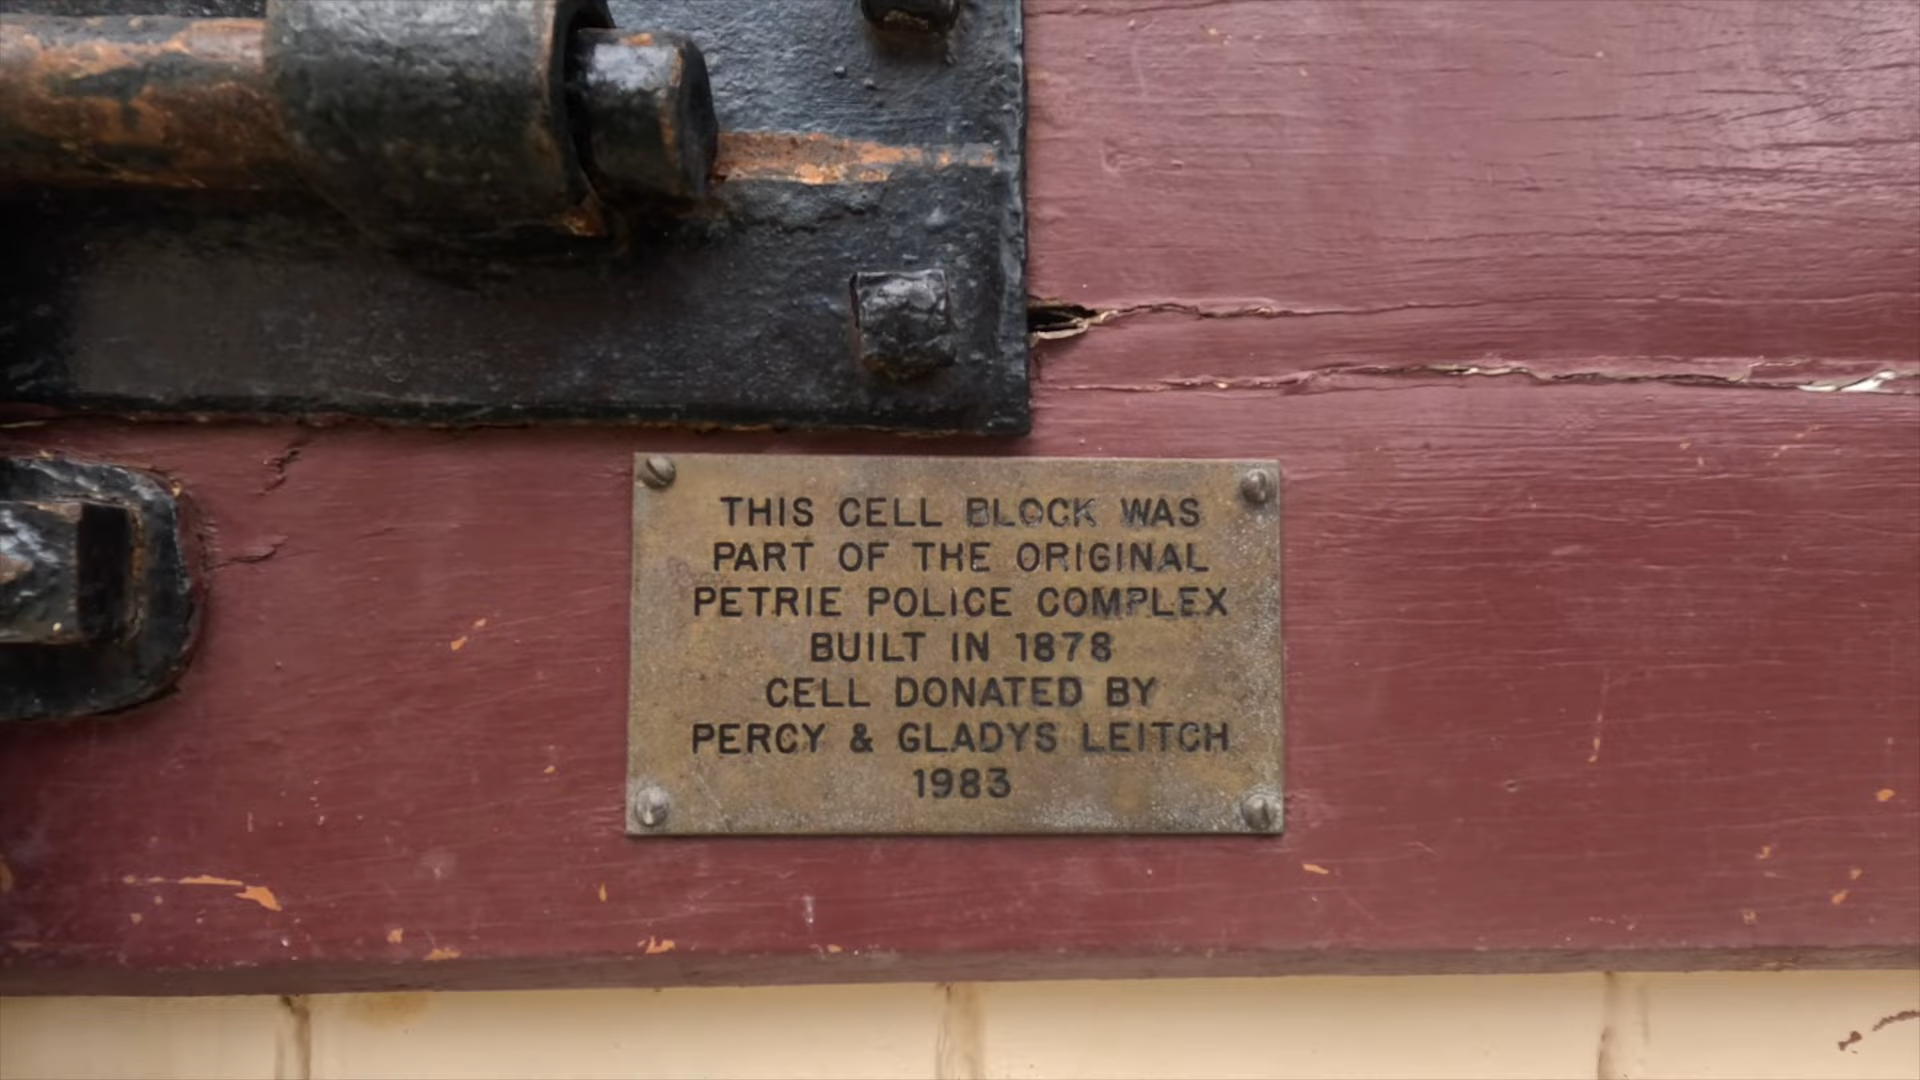 THIS CELL BLOCK WAS
PART OF THE ORIGINAL
PETRIE POLICE COMPLEX
BUILT IN 1878
CELL DONATED BY
PERCY & GLADYS LEITCH
1983